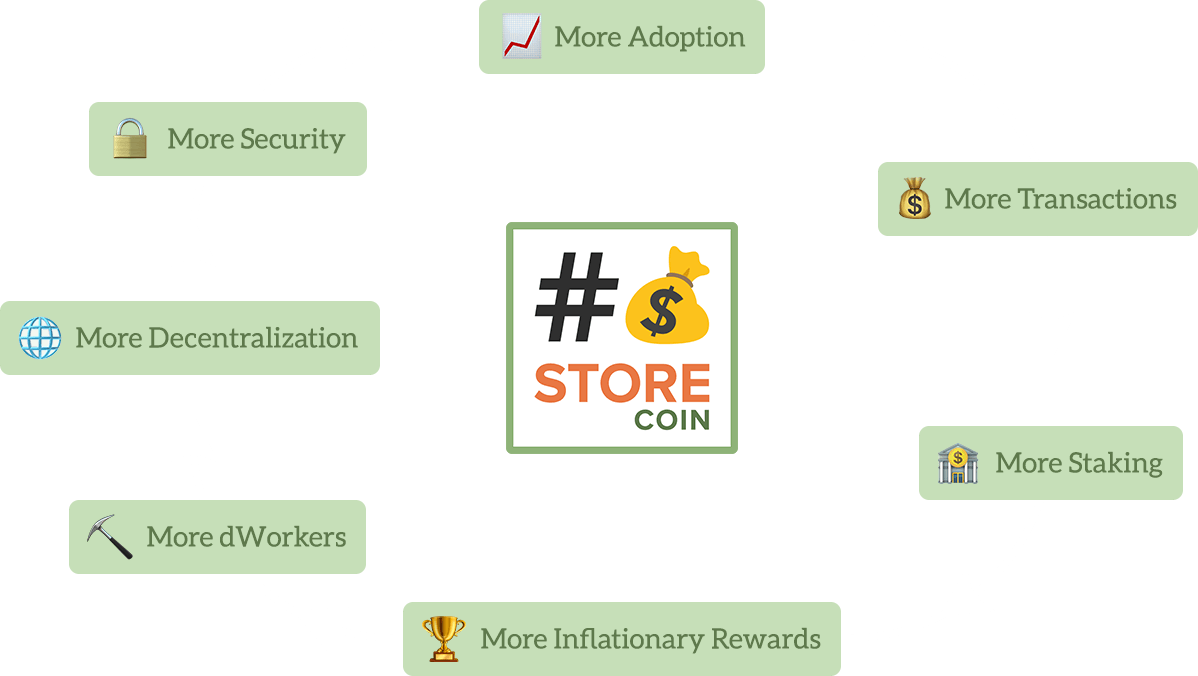 More Adoption
More Security
More Transactions
#
$
STORE
COIN
More Decentralization
More Staking
More dWorkers
More Inflationary Rewards